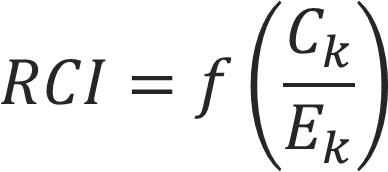 RCI = f(C_k/E_k)